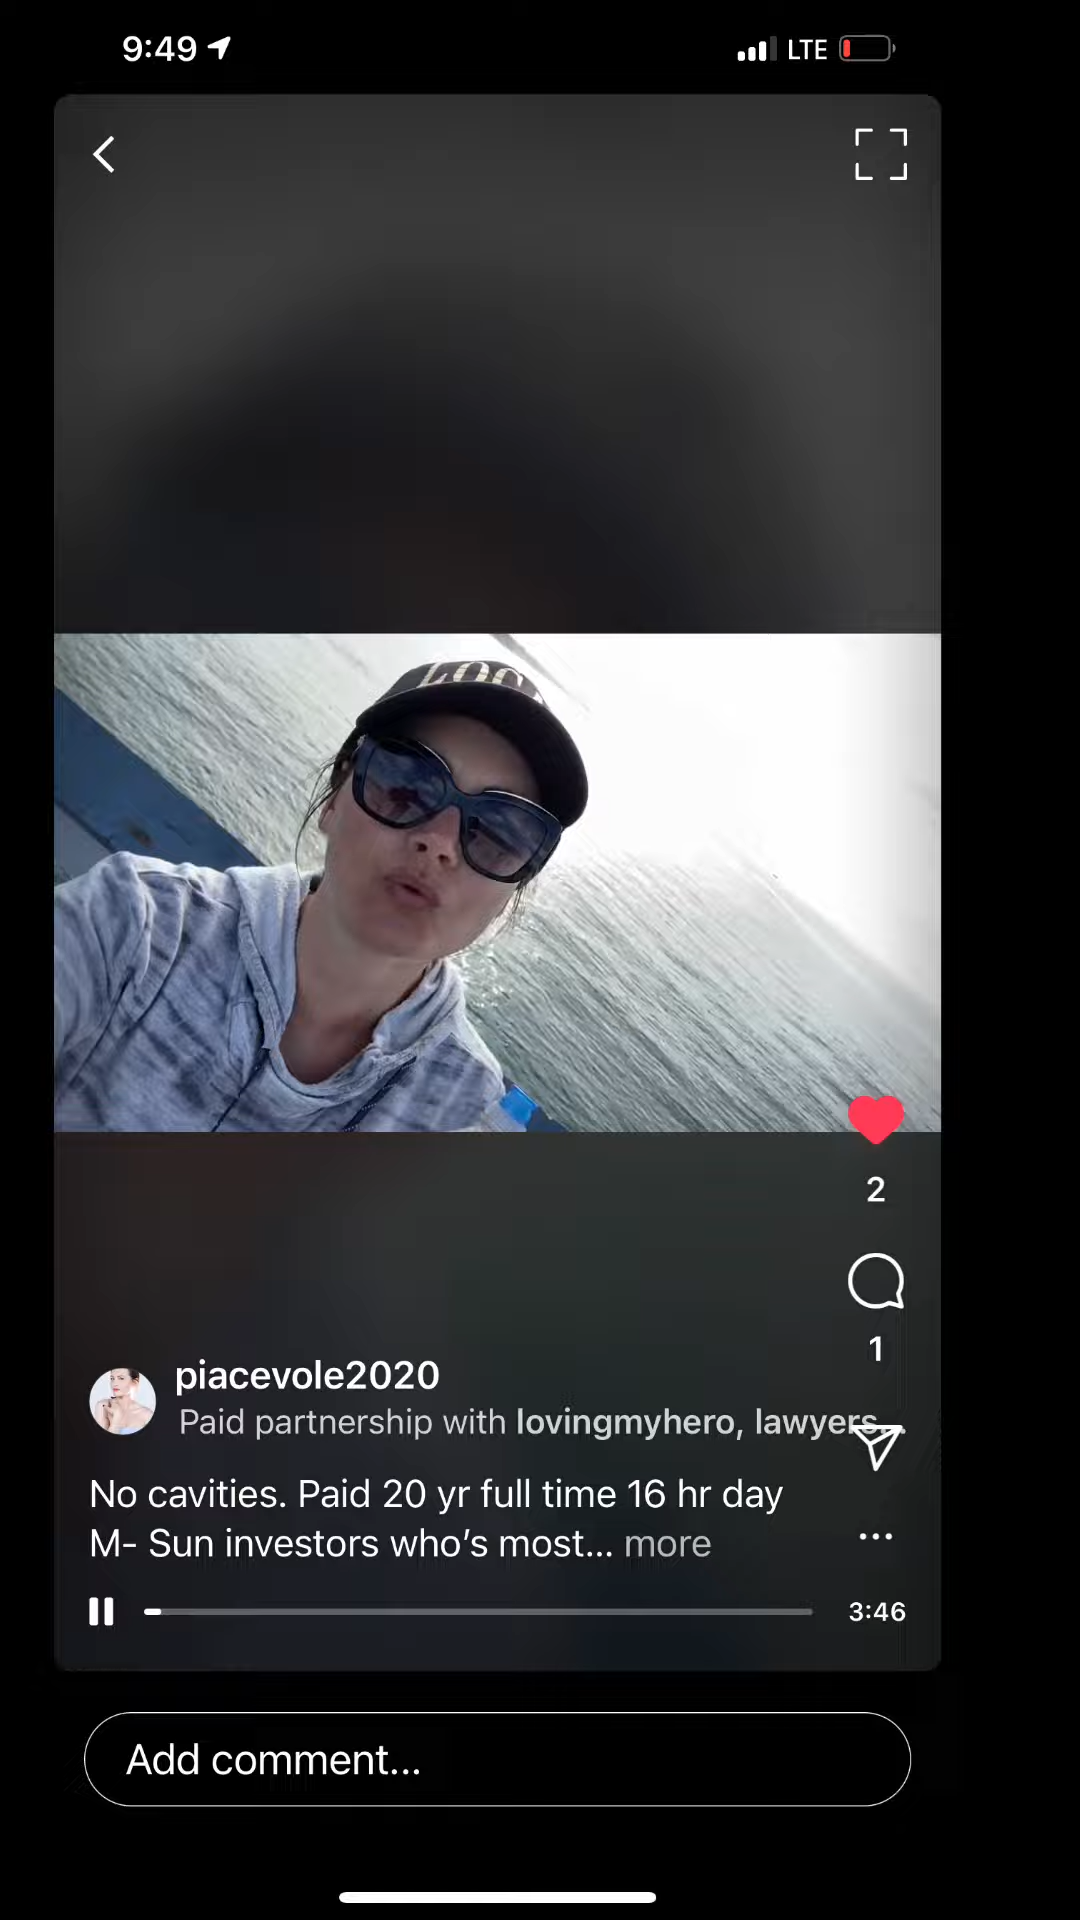 9:49
LTE
LOC
2
1
piacevole2020
Paid partnership with lovingmyhero, lawyers...
No cavities. Paid 20 yr full time 16 hr day
M- Sun investors who’s most... more
3:46
Add comment...